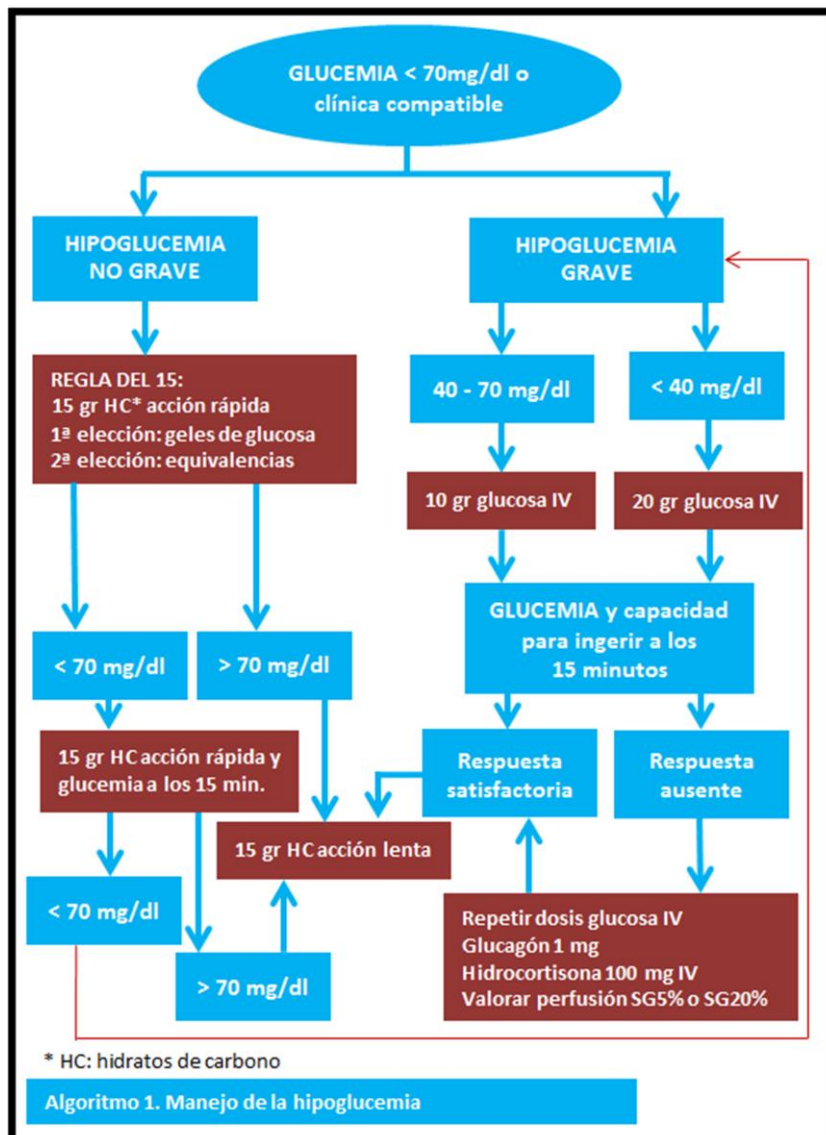 GLUCEMIA < 70mg/dl o
clínica compatible
HIPOGLUCEMIA
NO GRAVE
HIPOGLUCEMIA
GRAVE
REGLA DEL 15:
15 gr HC* acción rápida
1ª elección: geles de glucosa
2ª elección: equivalencias
40 - 70 mg/dl
< 40 mg/dl
10 gr glucosa IV
20 gr glucosa IV
GLUCEMIA y capacidad
para ingerir a los
15 minutos
< 70 mg/dl
> 70 mg/dl
15 gr HC acción rápida y
glucemia a los 15 min.
Respuesta
satisfactoria
Respuesta
ausente
15 gr HC acción lenta
< 70 mg/dl
> 70 mg/dl
Repetir dosis glucosa IV
Glucagón 1 mg
Hidrocortisona 100 mg IV
Valorar perfusión SG5% o SG20%
* HC: hidratos de carbono
Algoritmo 1. Manejo de la hipoglucemia